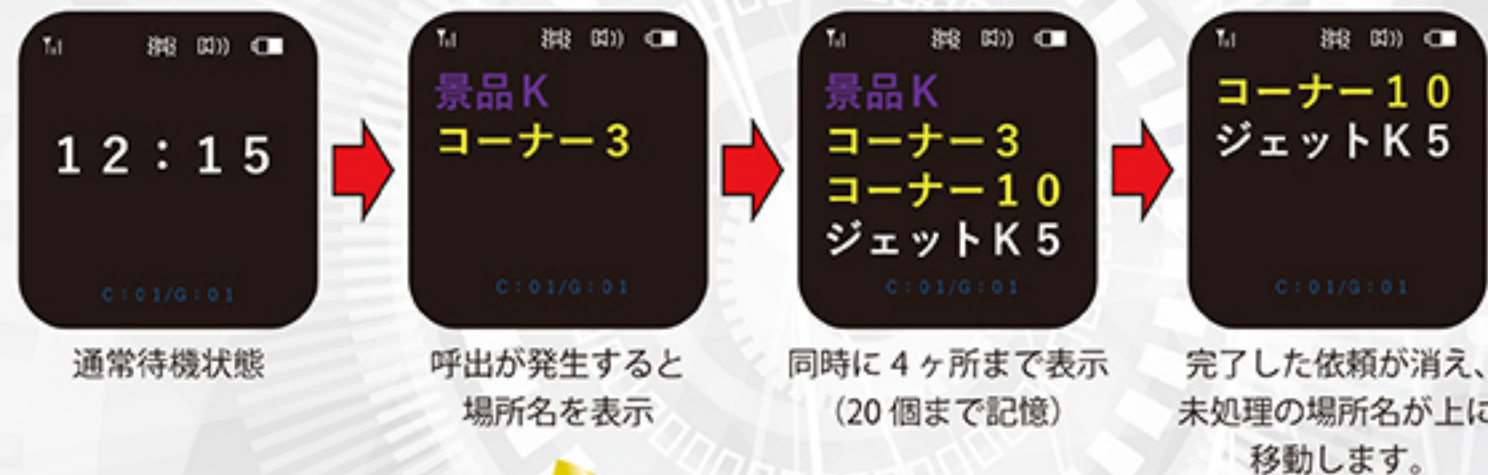 １２：１５
C：０１/G：０１
通常待機状態
景品Ｋ
コーナー３
C：０１/G：０１
呼出が発生すると
場所名を表示
景品Ｋ
コーナー３
コーナー１０
ジェットＫ５
C：０１/G：０１
同時に 4 ヶ所まで表示
（20 個まで記憶）
コーナー１０
ジェットＫ５
C：０１/G：０１
完了した依頼が消え、
未処理の場所名が上に
移動します。